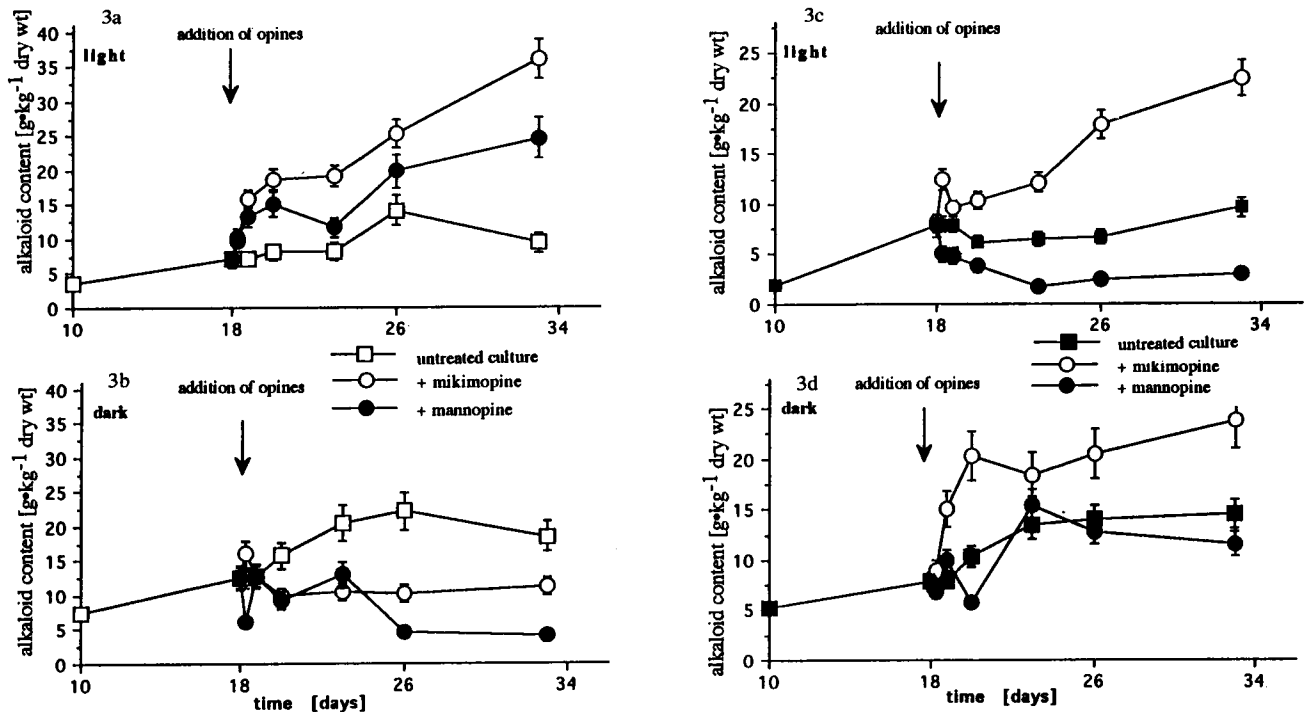 3a
addition of opines
light
alkaloid content [g•kg-1 dry wt]
40
35
30
25
20
15
10
5
0
10 18 26 34
3c
addition of opines
light
alkaloid content [g•kg-1 dry wt]
25
20
15
10
5
0
10 18 26 34
untreated culture
+ mikimopine
+ mannopine
3b
addition of opines
dark
alkaloid content [g•kg-1 dry wt]
40
35
30
25
20
15
10
5
0
10 18 26 34
time [days]
untreated culture
+ mikimopine
+ mannopine
3d
addition of opines
dark
alkaloid content [g•kg-1 dry wt]
25
20
15
10
5
0
10 18 26 34
time [days]